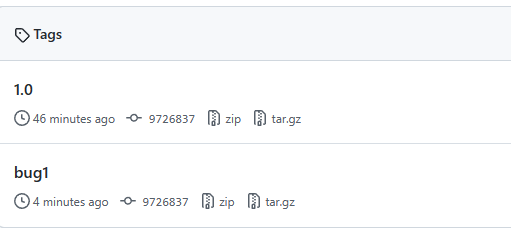 Tags
1.0
46 minutes ago 9726837 zip tar.gz
bug1
4 minutes ago 9726837 zip tar.gz